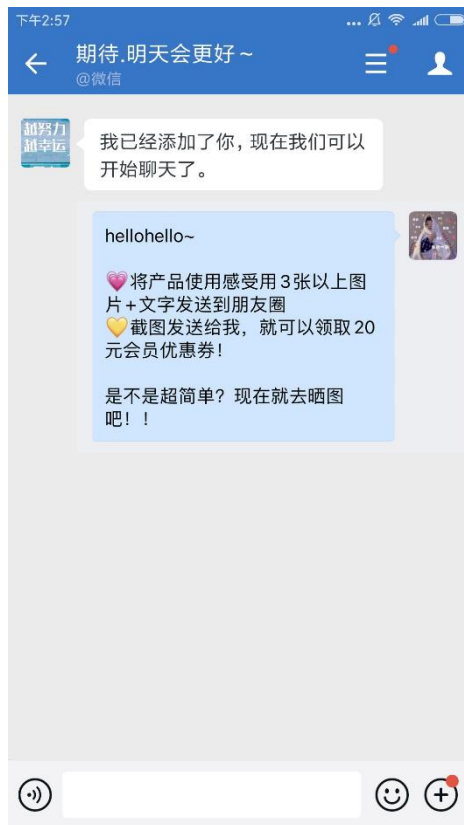 下午2:57
...
期待.明天会更好~
@微信
越努力
越幸运
我已经添加了你，现在我们可以
开始聊天了。
hellohello~
💗将产品使用感受用3张以上图
片+文字发送到朋友圈
💛截图发送给我，就可以领取20
元会员优惠券！
是不是超简单？现在就去晒图
吧！！